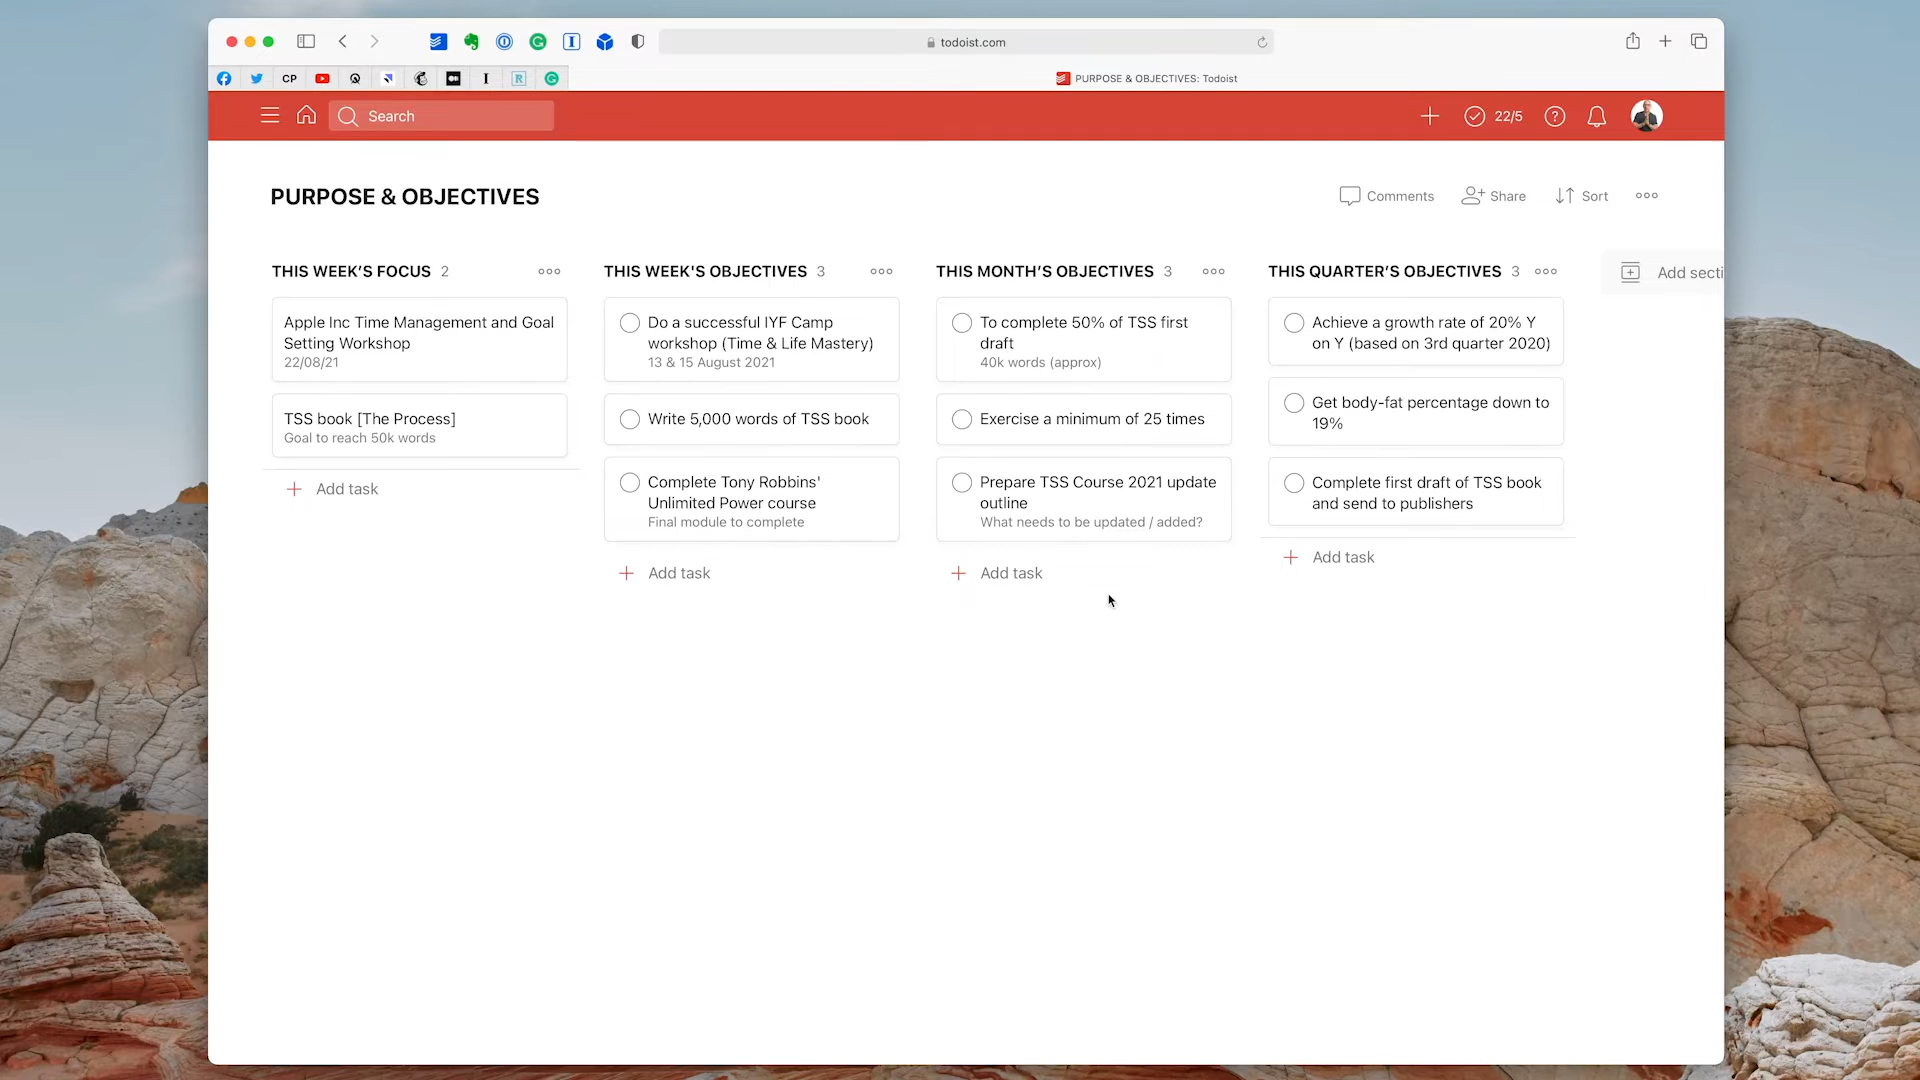 todoist.com
CP
PURPOSE & OBJECTIVES: Todoist
Search
22/5
PURPOSE & OBJECTIVES
Comments
Share
Sort
THIS WEEK’S FOCUS 2
Apple Inc Time Management and Goal
Setting Workshop
22/08/21
TSS book [The Process]
Goal to reach 50k words
Add task
THIS WEEK'S OBJECTIVES 3
Do a successful IYF Camp
workshop (Time & Life Mastery)
13 & 15 August 2021
Write 5,000 words of TSS book
Complete Tony Robbins'
Unlimited Power course
Final module to complete
Add task
THIS MONTH’S OBJECTIVES 3
To complete 50% of TSS first
draft
40k words (approx)
Exercise a minimum of 25 times
Prepare TSS Course 2021 update
outline
What needs to be updated / added?
Add task
THIS QUARTER’S OBJECTIVES 3
Achieve a growth rate of 20% Y
on Y (based on 3rd quarter 2020)
Get body-fat percentage down to
19%
Complete first draft of TSS book
and send to publishers
Add task
Add secti